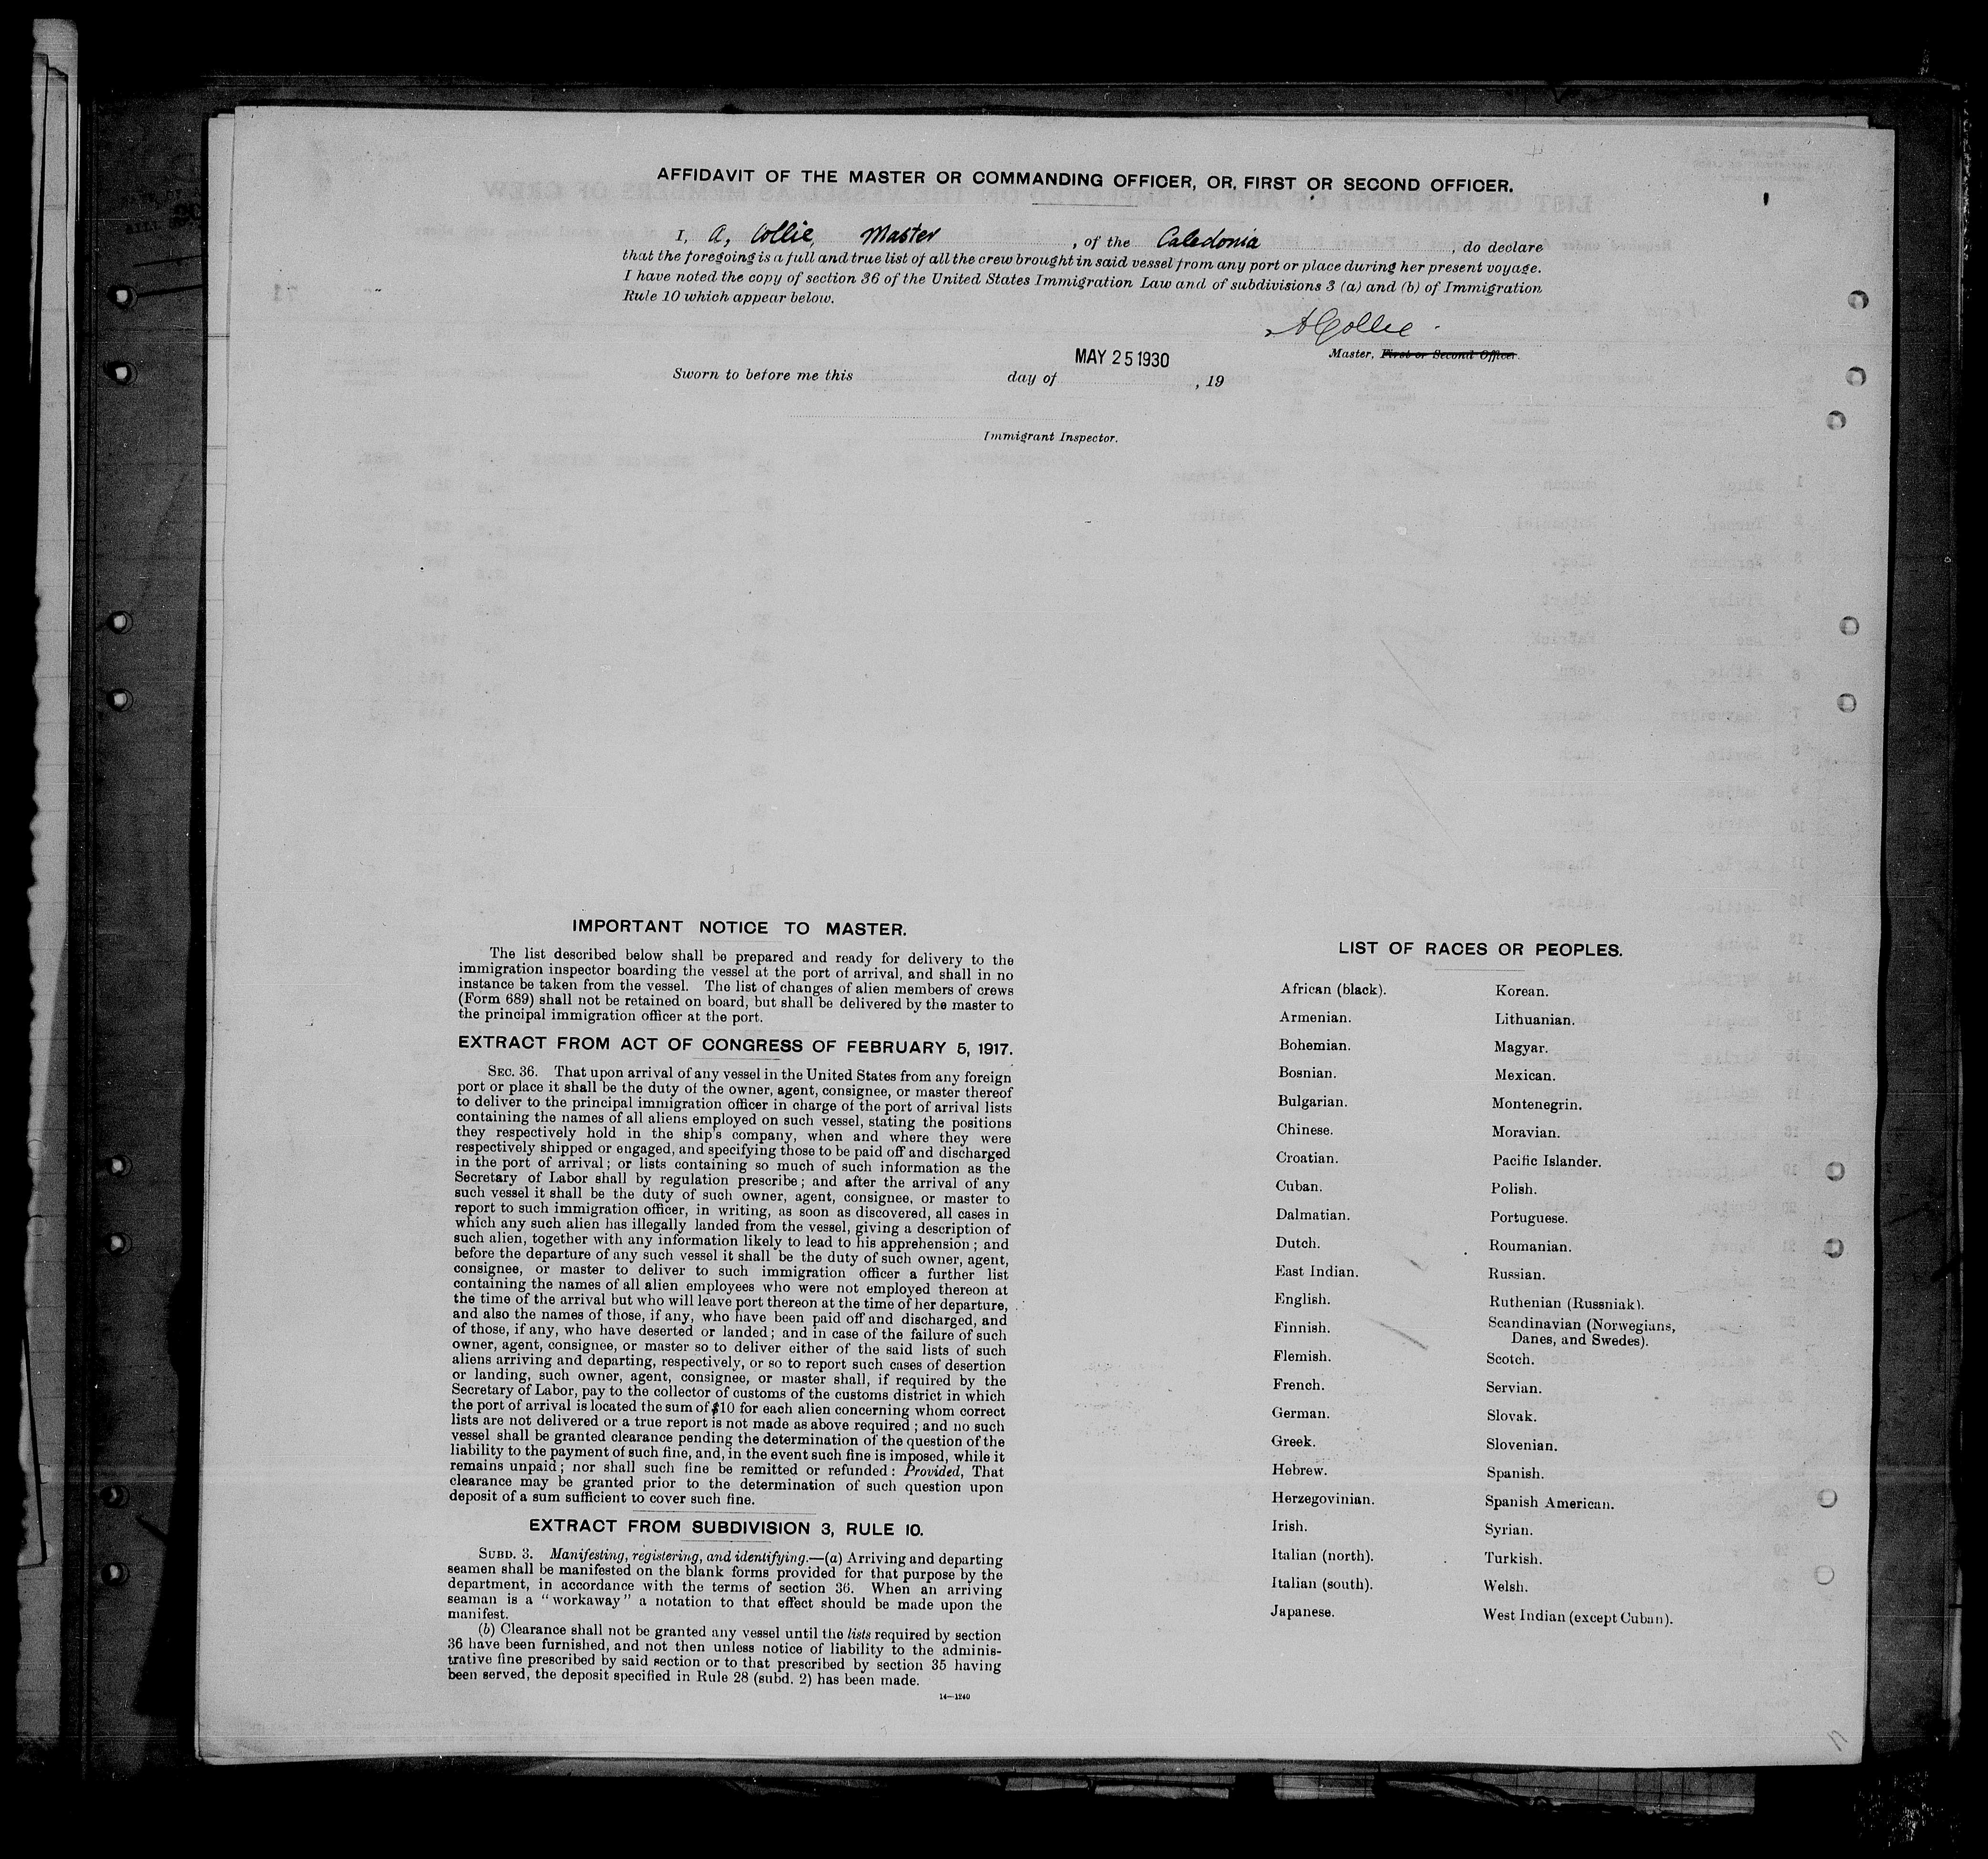 AFFIDAVIT OF THE MASTER OR COMMANDING OFFICER, OR, FIRST OR SECOND OFFICER.
I, A, Collie, Master , of the Caledonia , do declare
that the foregoing is a full and true list of all the crew brought in said vessel from any port or place during her present voyage.
I have noted the copy of section 36 of the United States Immigration Law and of subdivisions 3 (a) and (b) of Immigration
Rule 10 which appear below.
A Collie
Master, First or Second Officer.
MAY 25 1930
Sworn to before me this day of , 19
Immigrant Inspector.
IMPORTANT NOTICE TO MASTER.
The list described below shall be prepared and ready for delivery to the
immigration inspector boarding the vessel at the port of arrival, and shall in no
instance be taken from the vessel. The list of changes of alien members of crews
(Form 689) shall not be retained on board, but shall be delivered by the master to
the principal immigration officer at the port.
EXTRACT FROM ACT OF CONGRESS OF FEBRUARY 5, 1917.
SEC. 36. That upon arrival of any vessel in the United States from any foreign
port or place it shall be the duty of the owner, agent, consignee, or master thereof
to deliver to the principal immigration officer in charge of the port of arrival lists
containing the names of all aliens employed on such vessel, stating the positions
they respectively hold in the ship's company, when and where they were
respectively shipped or engaged, and specifying those to be paid off and discharged
in the port of arrival; or lists containing so much of such information as the
Secretary of Labor shall by regulation prescribe; and after the arrival of any
such vessel it shall be the duty of such owner, agent, consignee, or master to
report to such immigration officer, in writing, as soon as discovered, all cases in
which any such alien has illegally landed from the vessel, giving a description of
such alien, together with any information likely to lead to his apprehension; and
before the departure of any such vessel it shall be the duty of such owner, agent,
consignee, or master to deliver to such immigration officer a further list
containing the names of all alien employees who were not employed thereon at
the time of the arrival but who will leave port thereon at the time of her departure,
and also the names of those, if any, who have been paid off and discharged, and
of those, if any, who have deserted or landed; and in case of the failure of such
owner, agent, consignee, or master so to deliver either of the said lists of such
aliens arriving and departing, respectively, or so to report such cases of desertion
or landing, such owner, agent, consignee, or master shall, if required by the
Secretary of Labor, pay to the collector of customs of the customs district in which
the port of arrival is located the sum of $10 for each alien concerning whom correct
lists are not delivered or a true report is not made as above required; and no such
vessel shall be granted clearance pending the determination of the question of the
liability to the payment of such fine, and, in the event such fine is imposed, while it
remains unpaid; nor shall such fine be remitted or refunded: Provided, That
clearance may be granted prior to the determination of such question upon
deposit of a sum sufficient to cover such fine.
EXTRACT FROM SUBDIVISION 3, RULE 10.
SUBD. 3. Manifesting, registering, and identifying.—(a) Arriving and departing
seamen shall be manifested on the blank forms provided for that purpose by the
department, in accordance with the terms of section 36. When an arriving
seaman is a "workaway" a notation to that effect should be made upon the
manifest.
(b) Clearance shall not be granted any vessel until the lists required by section
36 have been furnished, and not then unless notice of liability to the adminis-
trative fine prescribed by said section or to that prescribed by section 35 having
been served, the deposit specified in Rule 28 (subd. 2) has been made.
14—1240
LIST OF RACES OR PEOPLES.
African (black).
Armenian.
Bohemian.
Bosnian.
Bulgarian.
Chinese.
Croatian.
Cuban.
Dalmatian.
Dutch.
East Indian.
English.
Finnish.
Flemish.
French.
German.
Greek.
Hebrew.
Herzegovinian.
Irish.
Italian (north).
Italian (south).
Japanese.
Korean.
Lithuanian.
Magyar.
Mexican.
Montenegrin.
Moravian.
Pacific Islander.
Polish.
Portuguese.
Roumanian.
Russian.
Ruthenian (Russniak).
Scandinavian (Norwegians,
Danes, and Swedes).
Scotch.
Servian.
Slovak.
Slovenian.
Spanish.
Spanish American.
Syrian.
Turkish.
Welsh.
West Indian (except Cuban).